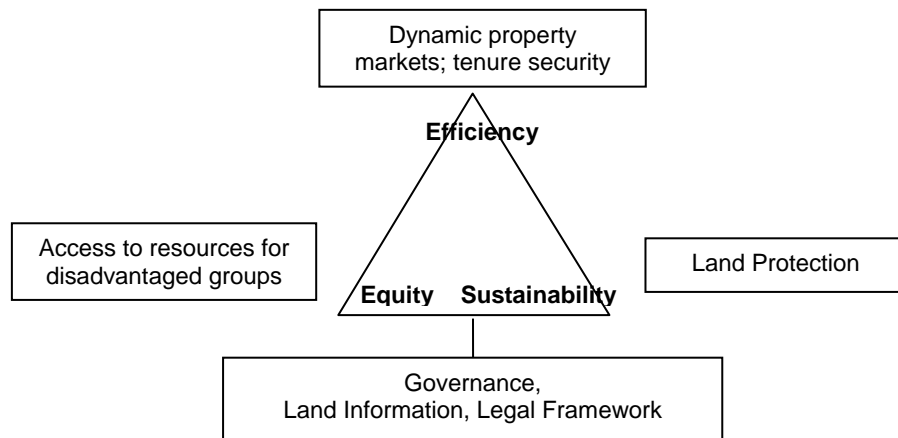 Dynamic property
markets; tenure security
Efficiency
Access to resources for
disadvantaged groups
Land Protection
Equity Sustainability
Governance,
Land Information, Legal Framework